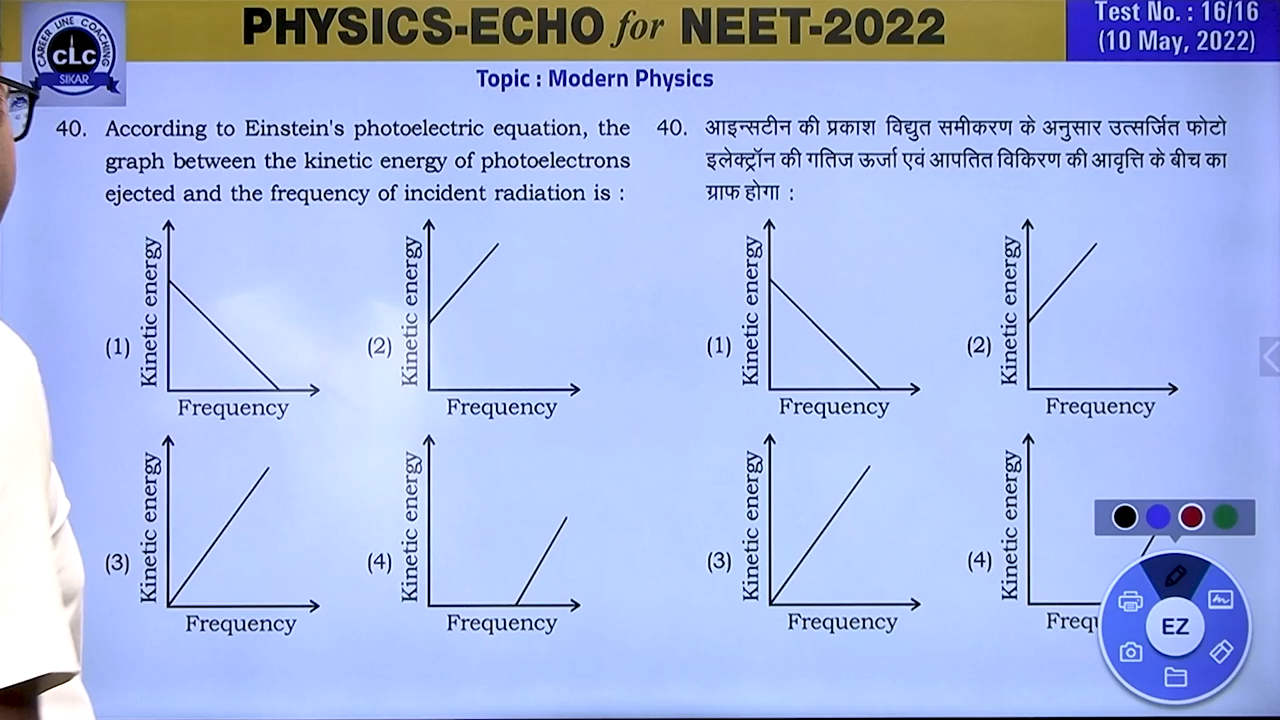 PHYSICS-ECHO for NEET-2022
Test No. : 16/16
(10 May, 2022)
CAREER LINE COACHING
CLC
SIKAR
Topic : Modern Physics
40. According to Einstein's photoelectric equation, the
graph between the kinetic energy of photoelectrons
ejected and the frequency of incident radiation is :
(1)
Kinetic energy
Frequency
(2)
Kinetic energy
Frequency
(3)
Kinetic energy
Frequency
(4)
Kinetic energy
Frequency
40. आइन्सटीन की प्रकाश विद्युत समीकरण के अनुसार उत्सर्जित फोटो
इलेक्ट्रॉन की गतिज ऊर्जा एवं आपतित विकिरण की आवृत्ति के बीच का
ग्राफ होगा :
(1)
Kinetic energy
Frequency
(2)
Kinetic energy
Frequency
(3)
Kinetic energy
Frequency
(4)
Kinetic energy
Frequ
EZ